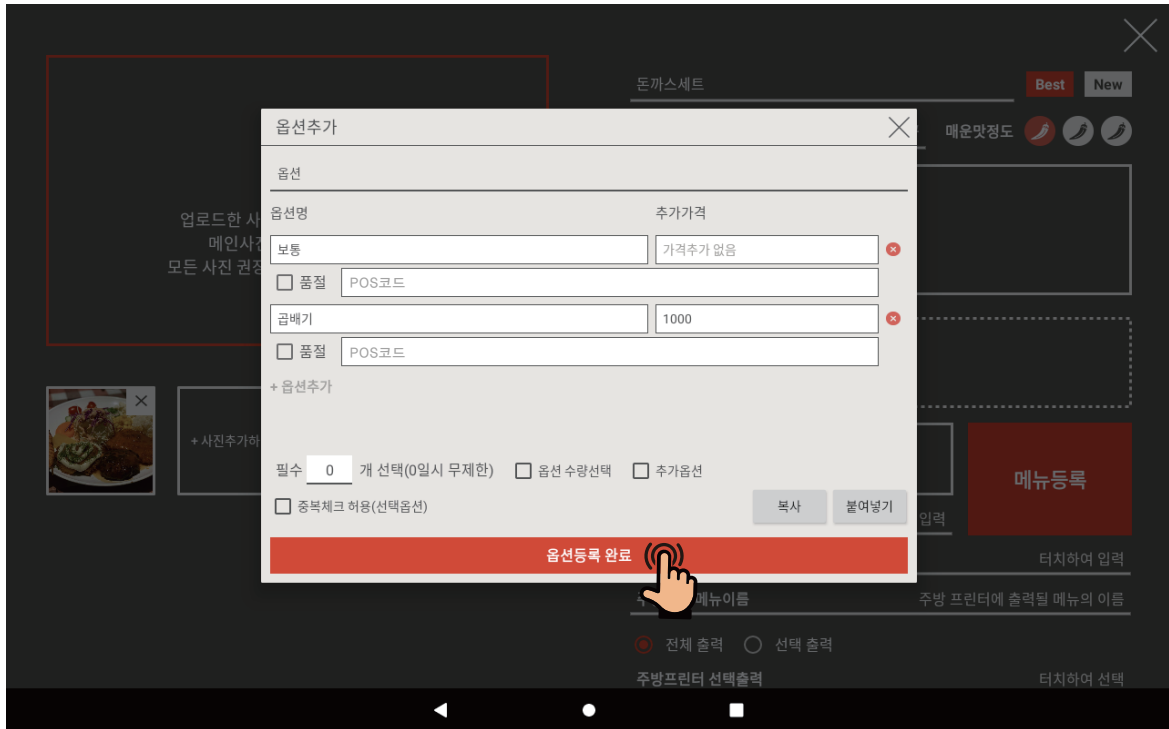 돈까스세트
Best New
옵션추가
매운맛정도
옵션
옵션명 추가가격
보통 가격추가 없음
품절 POS코드
곱배기 1000
품절 POS코드
+ 옵션추가
업로드한 사
메인사진
모든 사진 권장
+ 사진추가하
필수 0 개 선택(0일시 무제한) 옵션 수량선택 추가옵션
중복체크 허용(선택옵션) 복사 붙여넣기
옵션등록 완료
메뉴등록
입력
터치하여 입력
메뉴이름 주방 프린터에 출력될 메뉴의 이름
전체 출력 선택 출력
주방프린터 선택출력 터치하여 선택